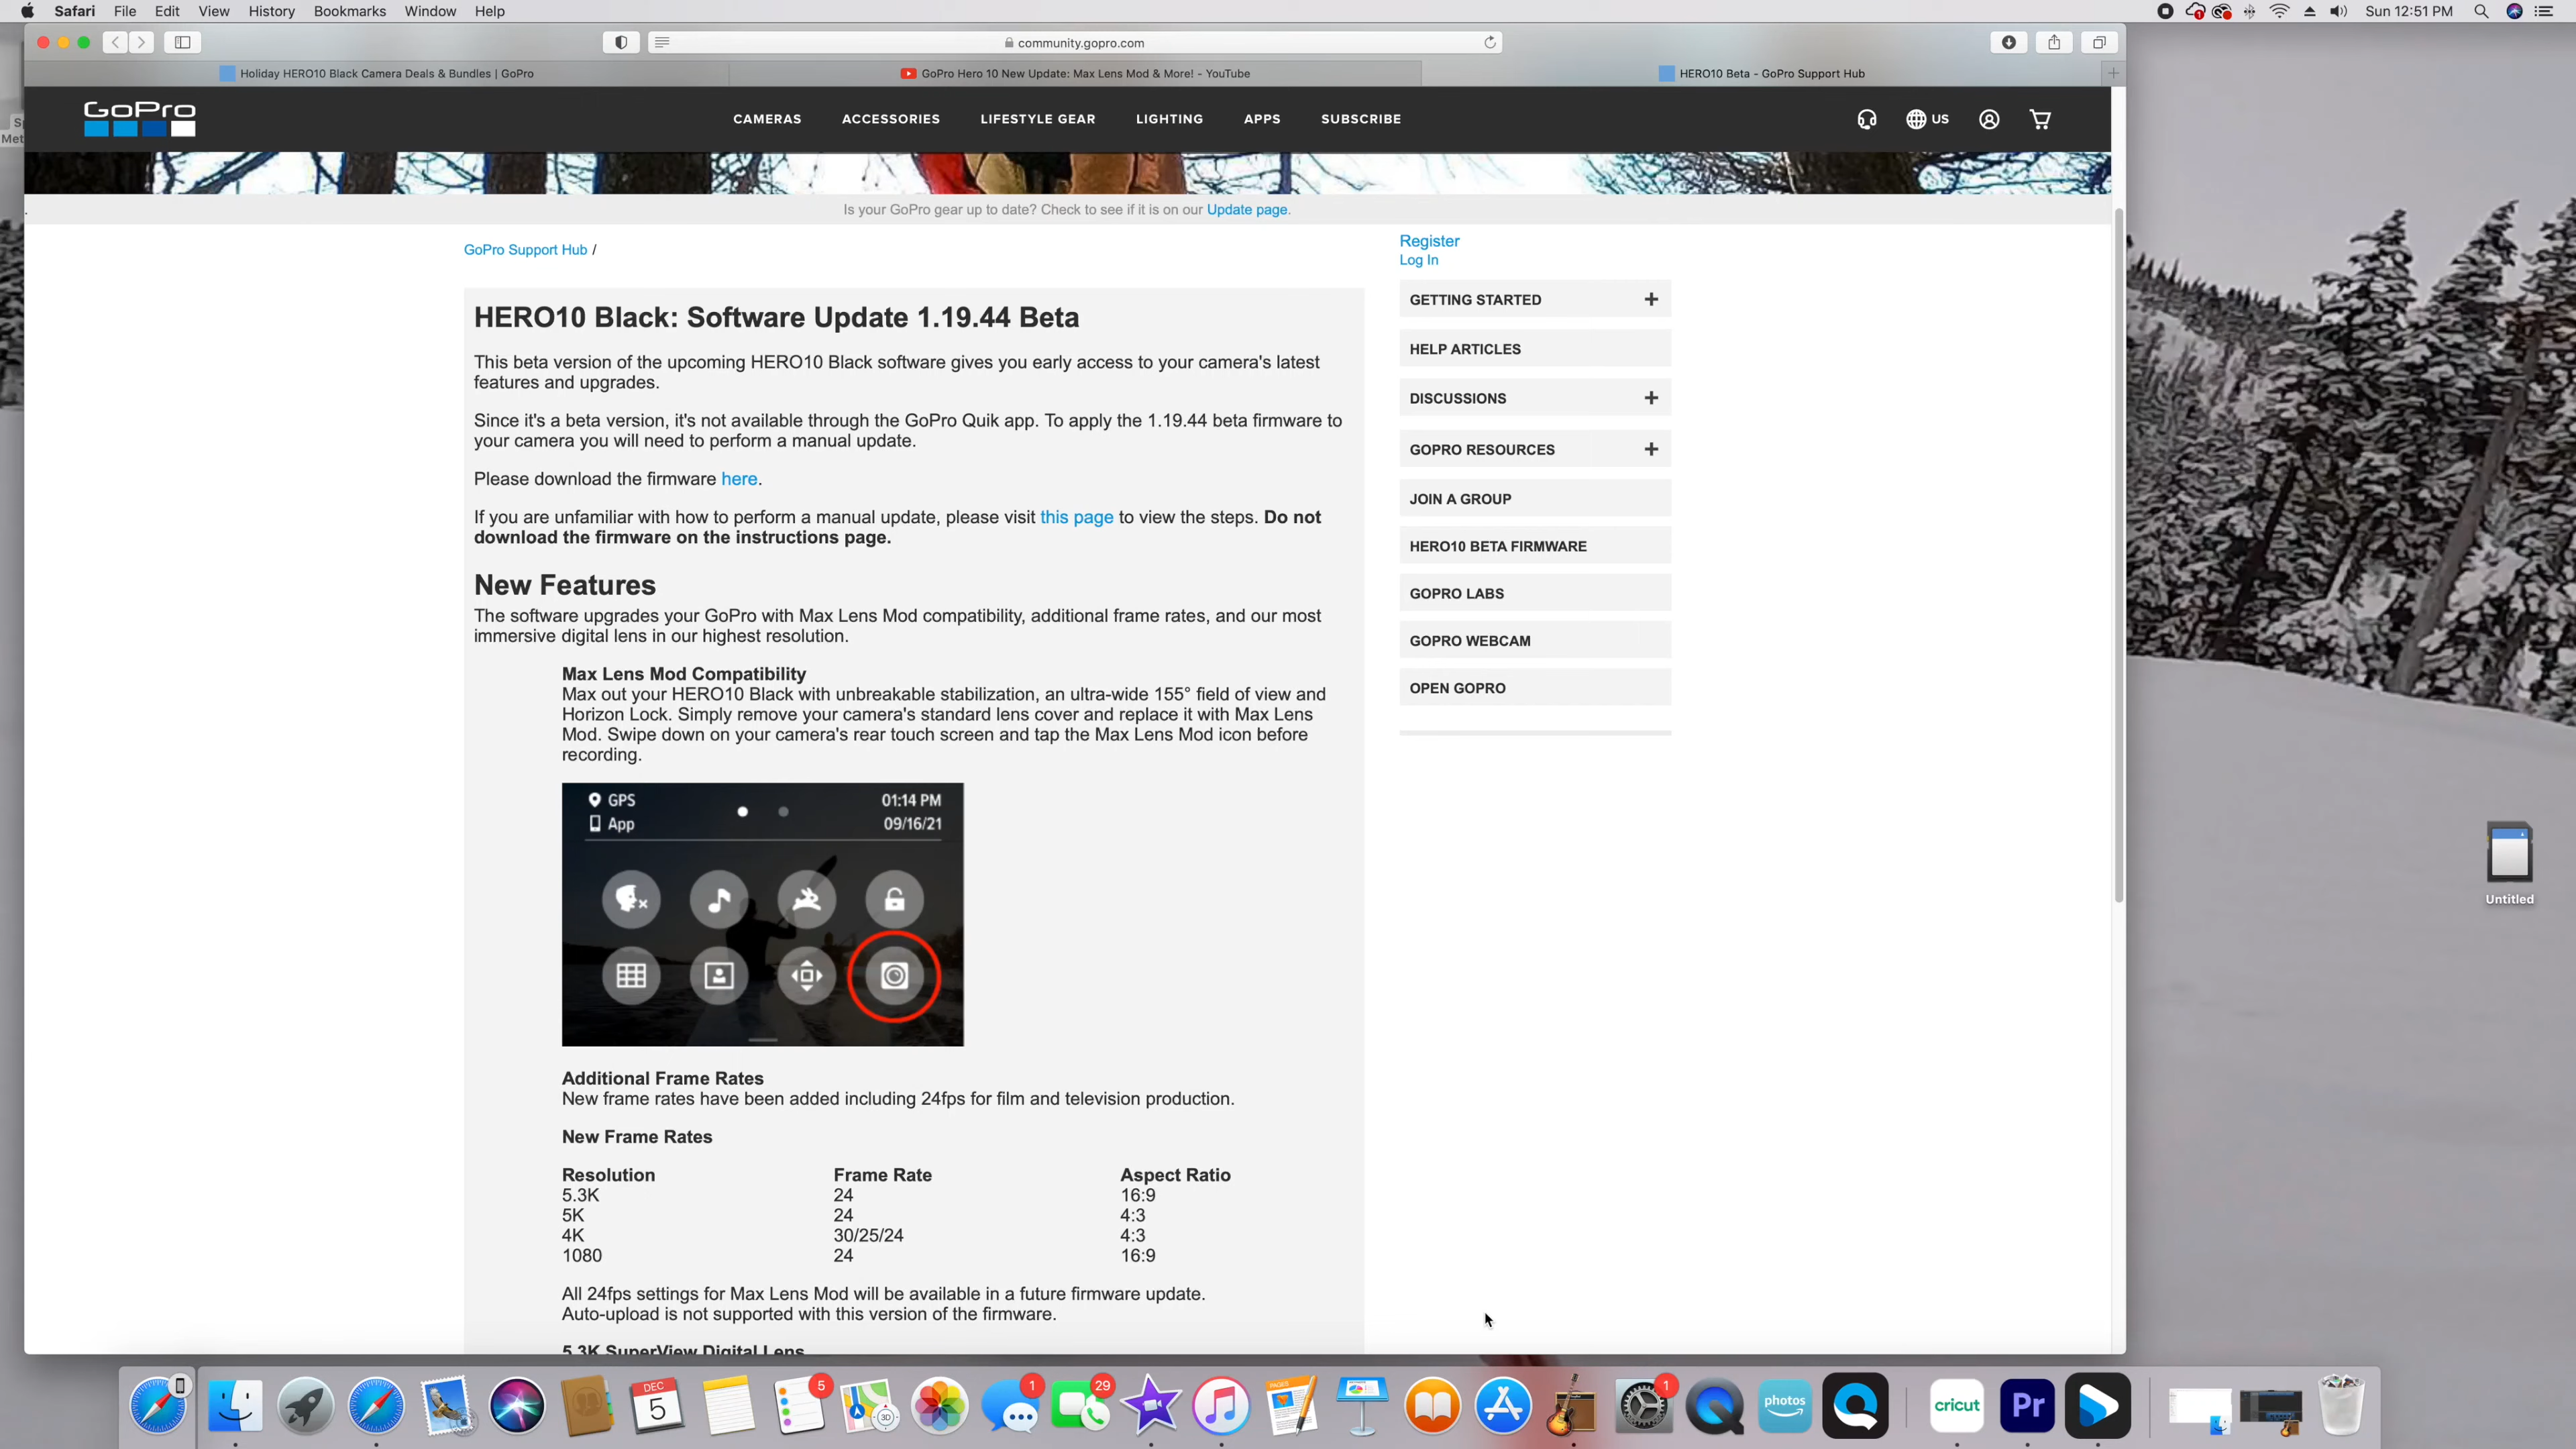 Safari File Edit View History Bookmarks Window Help
1
Sun 12:51 PM
community.gopro.com
Holiday HERO10 Black Camera Deals & Bundles | GoPro
GoPro Hero 10 New Update: Max Lens Mod & More! - YouTube
HERO10 Beta - GoPro Support Hub
GoPro
CAMERAS ACCESSORIES LIFESTYLE GEAR LIGHTING APPS SUBSCRIBE
US
Is your GoPro gear up to date? Check to see if it is on our Update page.
GoPro Support Hub /
Register
Log In
GETTING STARTED +
HELP ARTICLES
DISCUSSIONS +
GOPRO RESOURCES +
JOIN A GROUP
HERO10 BETA FIRMWARE
GOPRO LABS
GOPRO WEBCAM
OPEN GOPRO
HERO10 Black: Software Update 1.19.44 Beta
This beta version of the upcoming HERO10 Black software gives you early access to your camera's latest
features and upgrades.
Since it's a beta version, it's not available through the GoPro Quik app. To apply the 1.19.44 beta firmware to
your camera you will need to perform a manual update.
Please download the firmware here.
If you are unfamiliar with how to perform a manual update, please visit this page to view the steps. Do not
download the firmware on the instructions page.
New Features
The software upgrades your GoPro with Max Lens Mod compatibility, additional frame rates, and our most
immersive digital lens in our highest resolution.
Max Lens Mod Compatibility
Max out your HERO10 Black with unbreakable stabilization, an ultra-wide 155° field of view and
Horizon Lock. Simply remove your camera's standard lens cover and replace it with Max Lens
Mod. Swipe down on your camera's rear touch screen and tap the Max Lens Mod icon before
recording.
GPS 01:14 PM
App 09/16/21
Additional Frame Rates
New frame rates have been added including 24fps for film and television production.
New Frame Rates
Resolution Frame Rate Aspect Ratio
5.3K 24 16:9
5K 24 4:3
4K 30/25/24 4:3
1080 24 16:9
All 24fps settings for Max Lens Mod will be available in a future firmware update.
Auto-upload is not supported with this version of the firmware.
5.3K SuperView Digital Lens
Untitled
DEC
5
5
3D
1
29
PAGES
1
photos
cricut
Pr